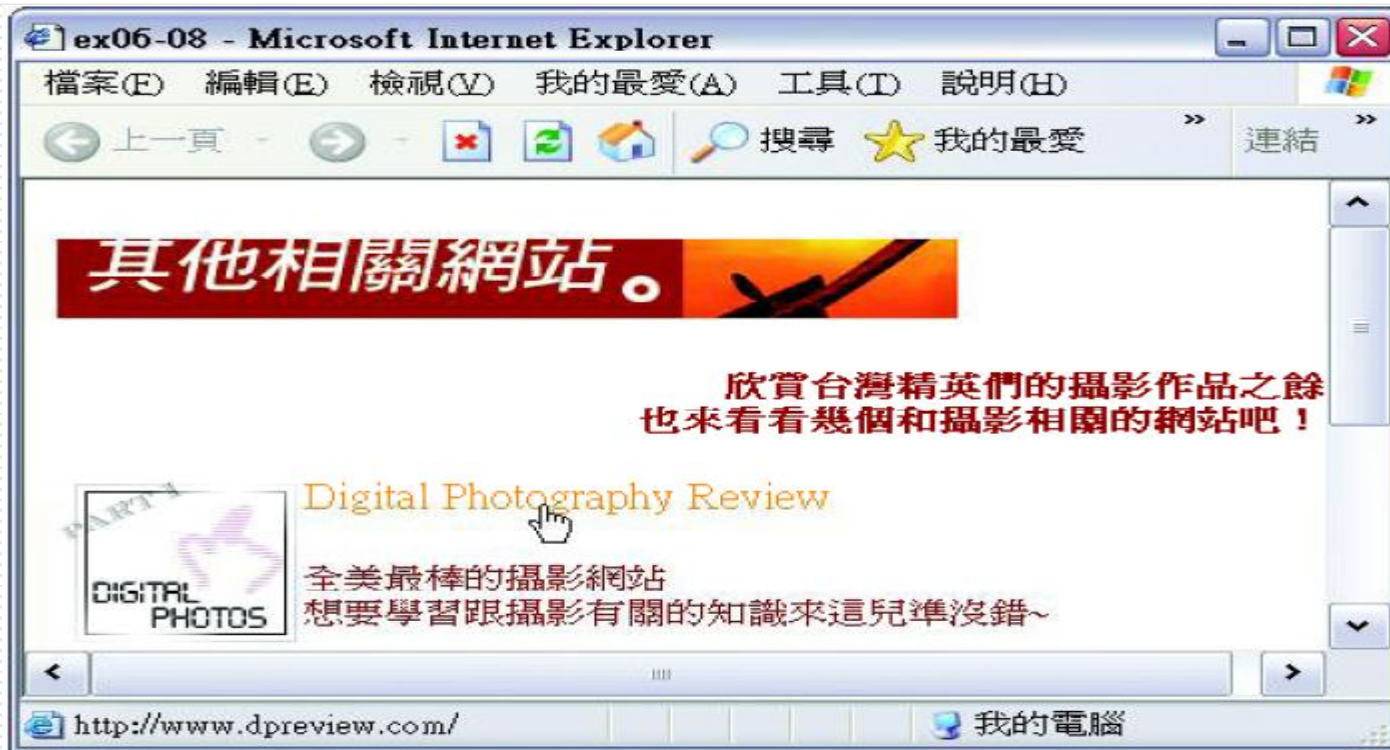 ex06-08 - Microsoft Internet Explorer
檔案(F) 編輯(E) 檢視(V) 我的最愛(A) 工具(T) 說明(H)
上一頁 搜尋 我的最愛 » 連結 »
其他相關網站。
欣賞台灣精英們的攝影作品之餘
也來看看幾個和攝影相關的網站吧！
PART 1
DIGITAL
PHOTOS
Digital Photography Review
全美最棒的攝影網站
想要學習跟攝影有關的知識來這兒準沒錯~
http://www.dpreview.com/ 我的電腦